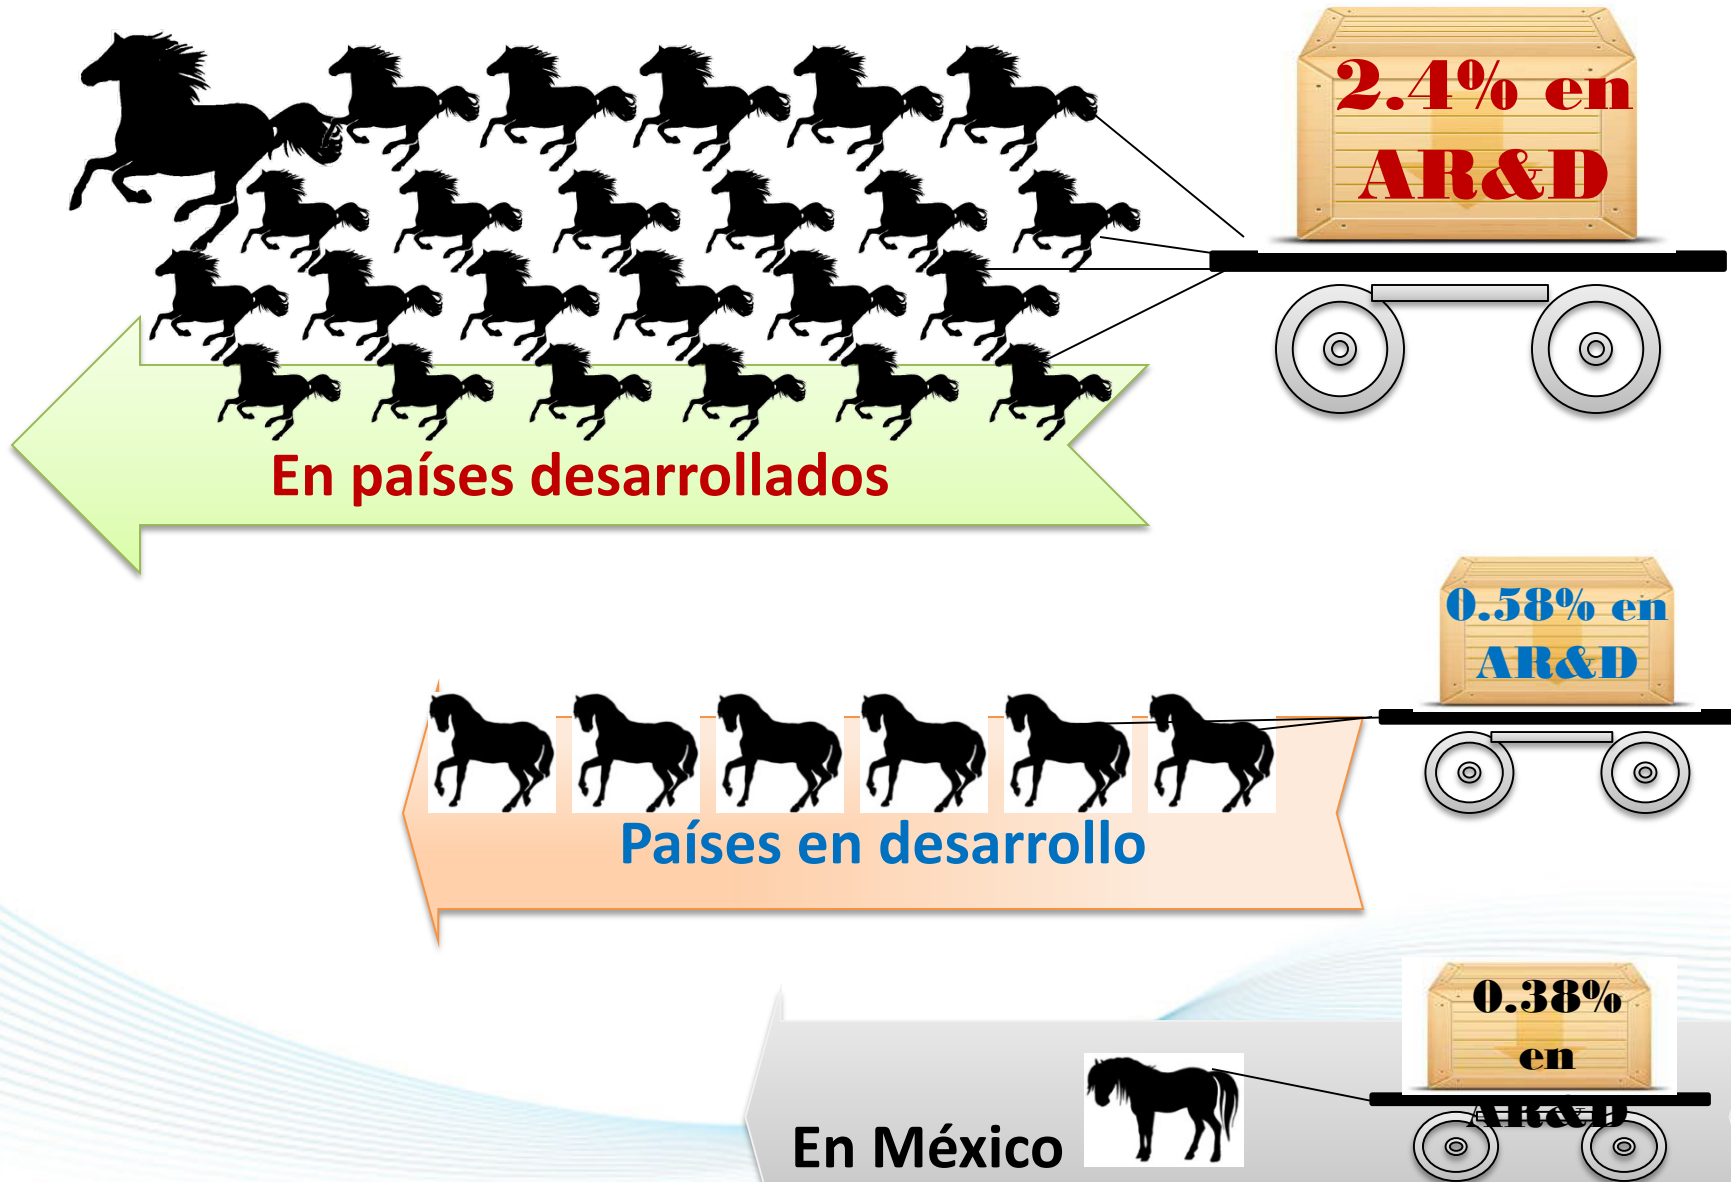 2.4% en
AR&D
En países desarrollados
0.58% en
AR&D
Países en desarrollo
0.38%
en
AR&D
En México